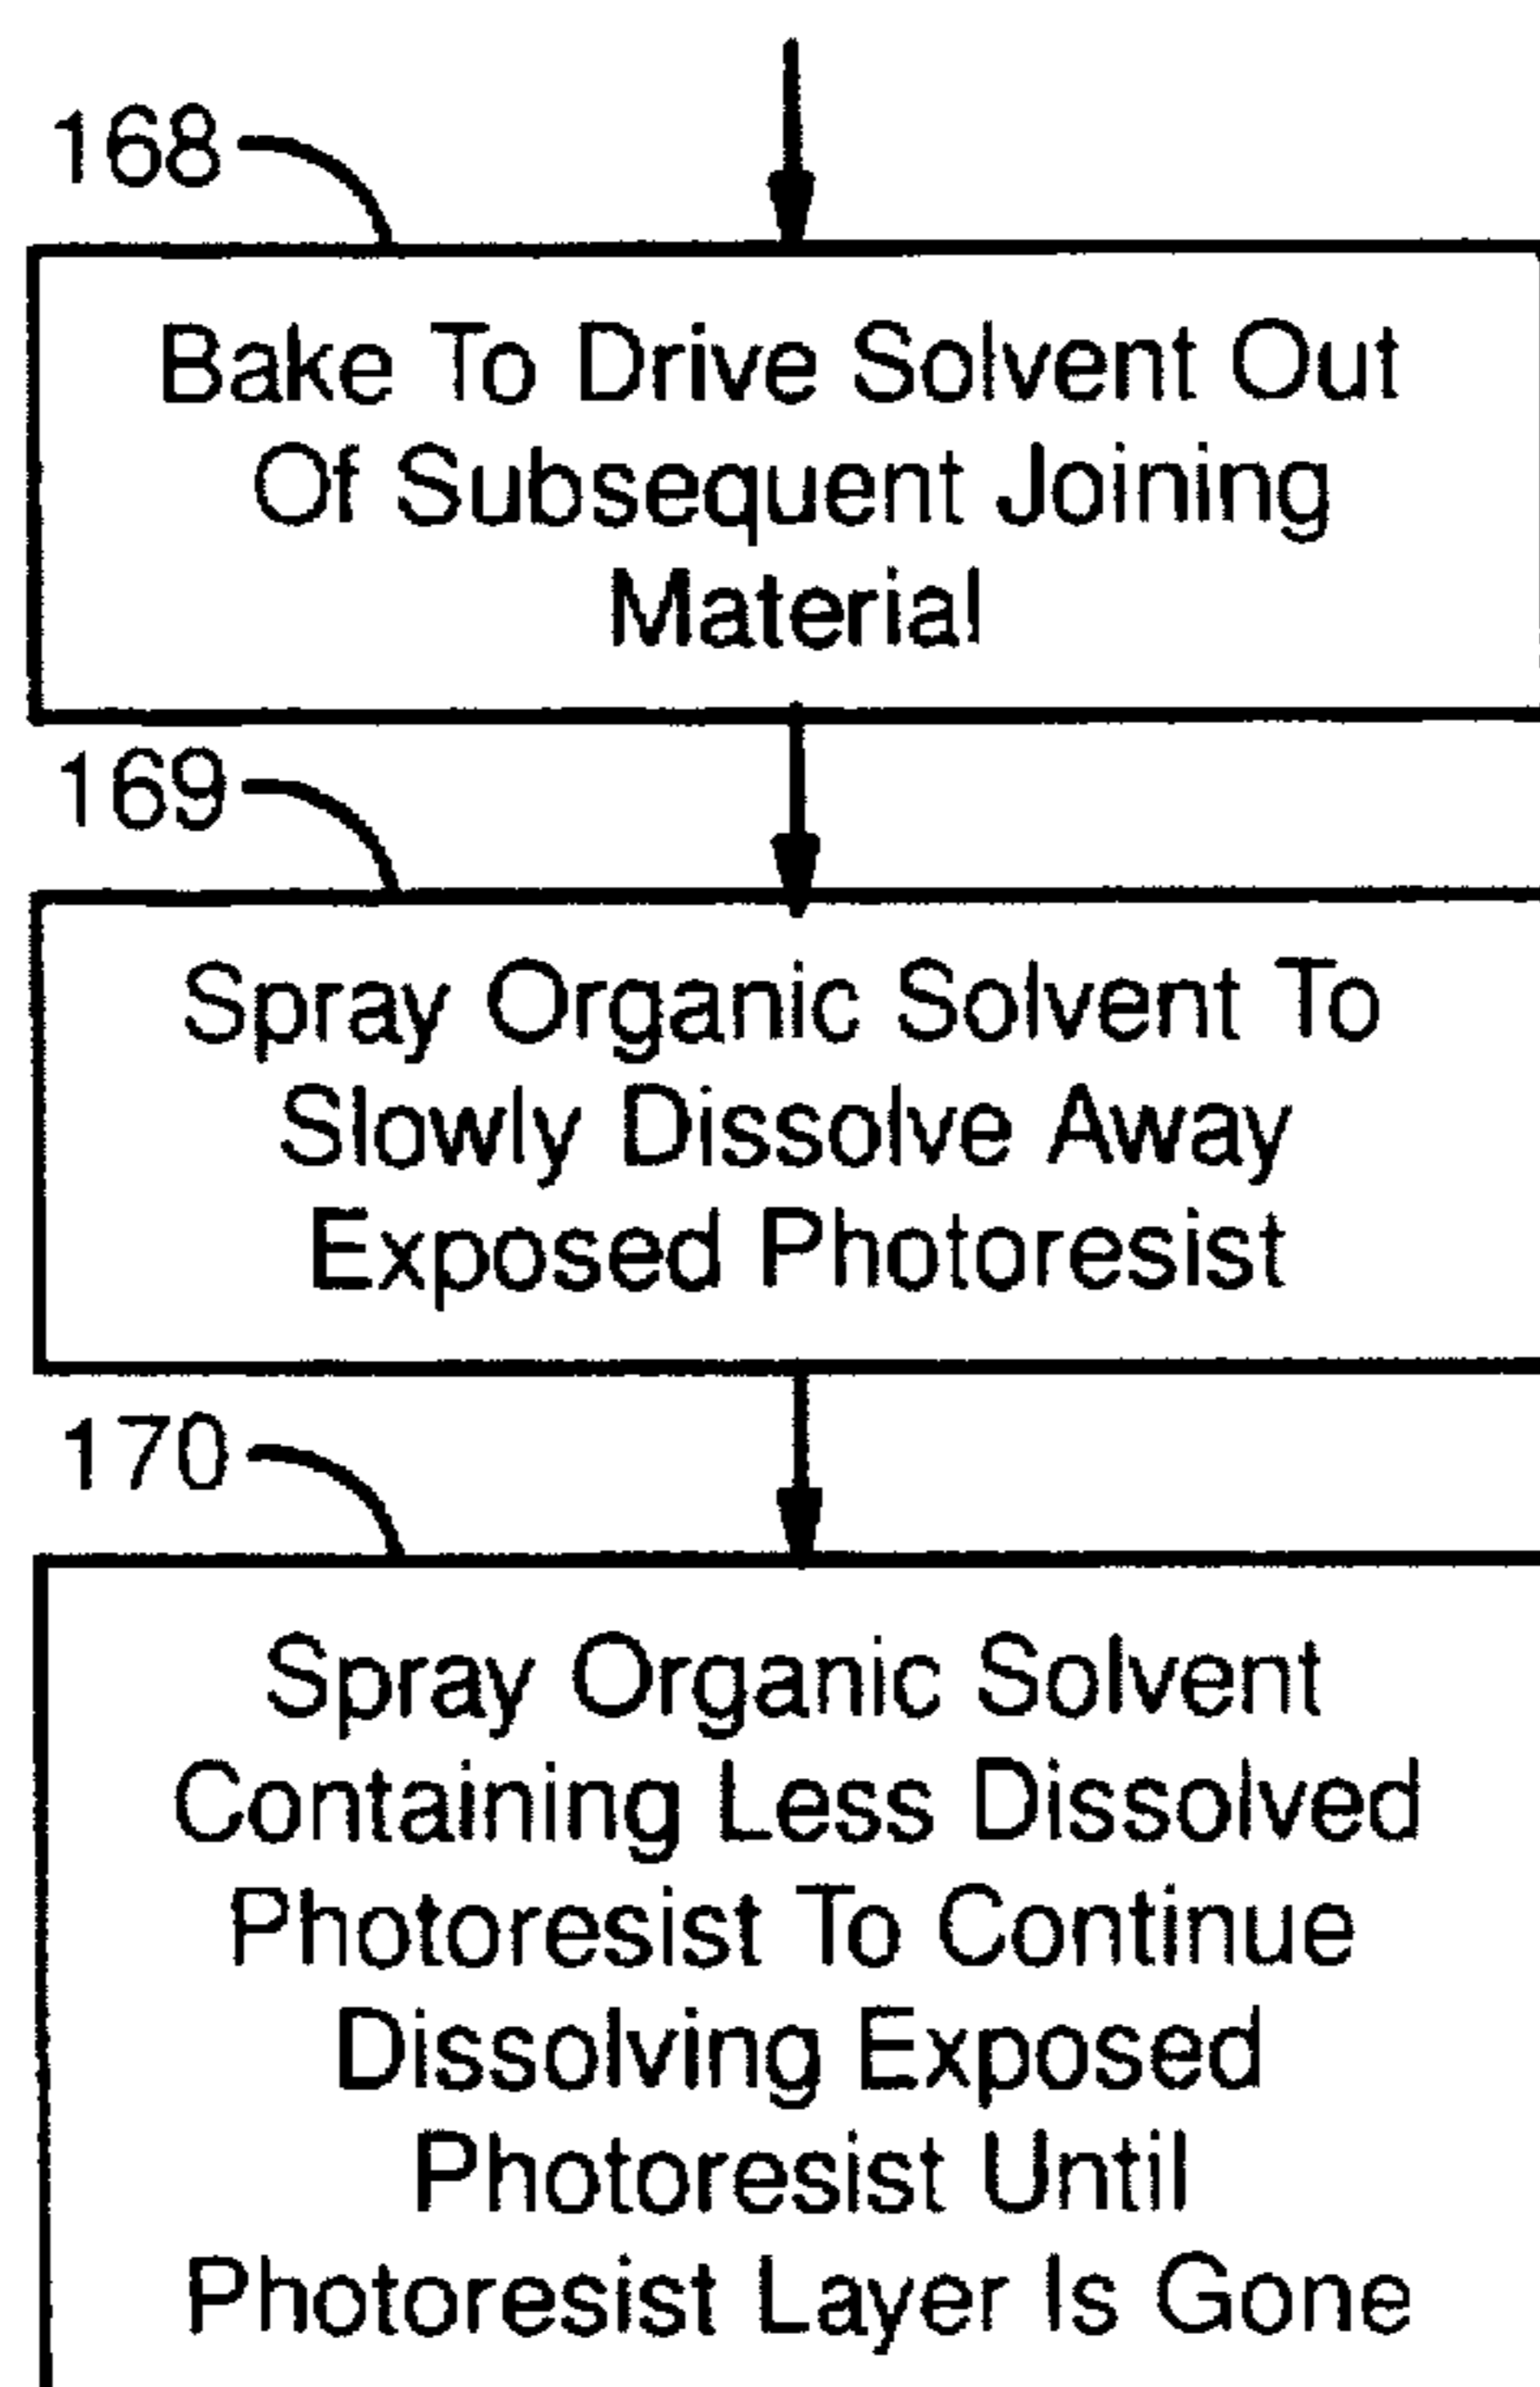 168
Bake To Drive Solvent Out
Of Subsequent Joining
Material
169
Spray Organic Solvent To
Slowly Dissolve Away
Exposed Photoresist
170
Spray Organic Solvent
Containing Less Dissolved
Photoresist To Continue
Dissolving Exposed
Photoresist Until
Photoresist Layer Is Gone